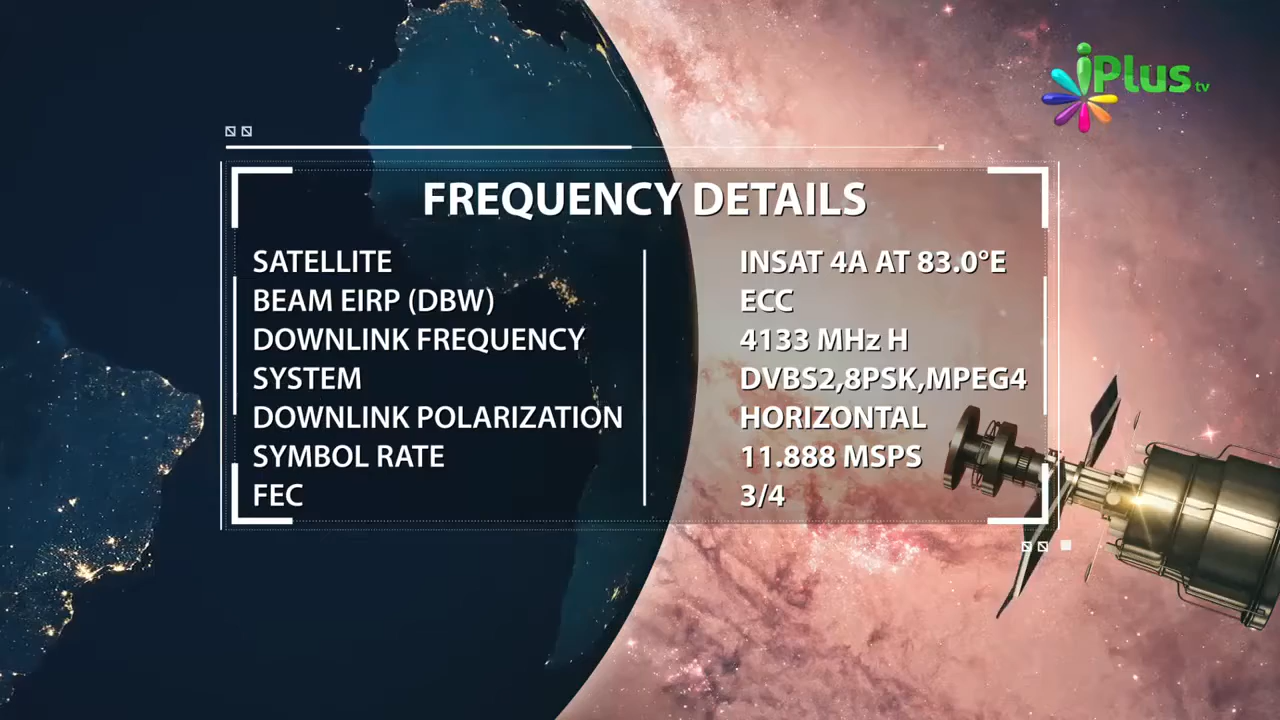 iPlus tv
FREQUENCY DETAILS
SATELLITE INSAT 4A AT 83.0°E
BEAM EIRP (DBW) ECC
DOWNLINK FREQUENCY 4133 MHz H
SYSTEM DVBS2,8PSK,MPEG4
DOWNLINK POLARIZATION HORIZONTAL
SYMBOL RATE 11.888 MSPS
FEC 3/4